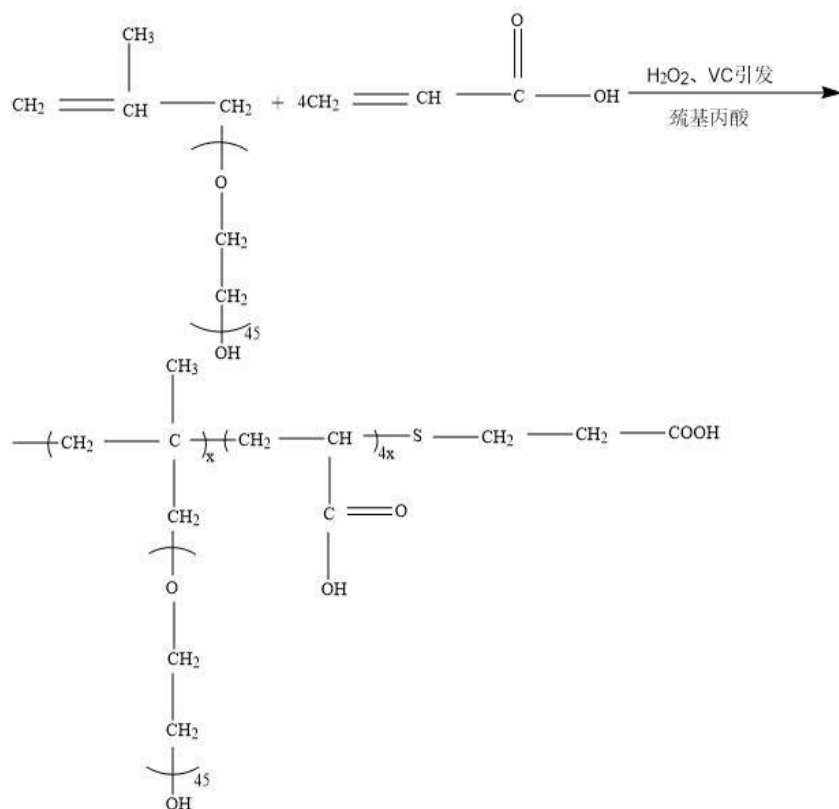 CH3
O
CH2 CH CH2 + 4CH2 CH C OH
H2O2、VC引发
巯基丙酸
O
CH2
CH2
45
OH
CH3
( CH2 C )x ( CH2 CH )4x S CH2 CH2 COOH
CH2 C O
O OH
CH2
CH2
45
OH